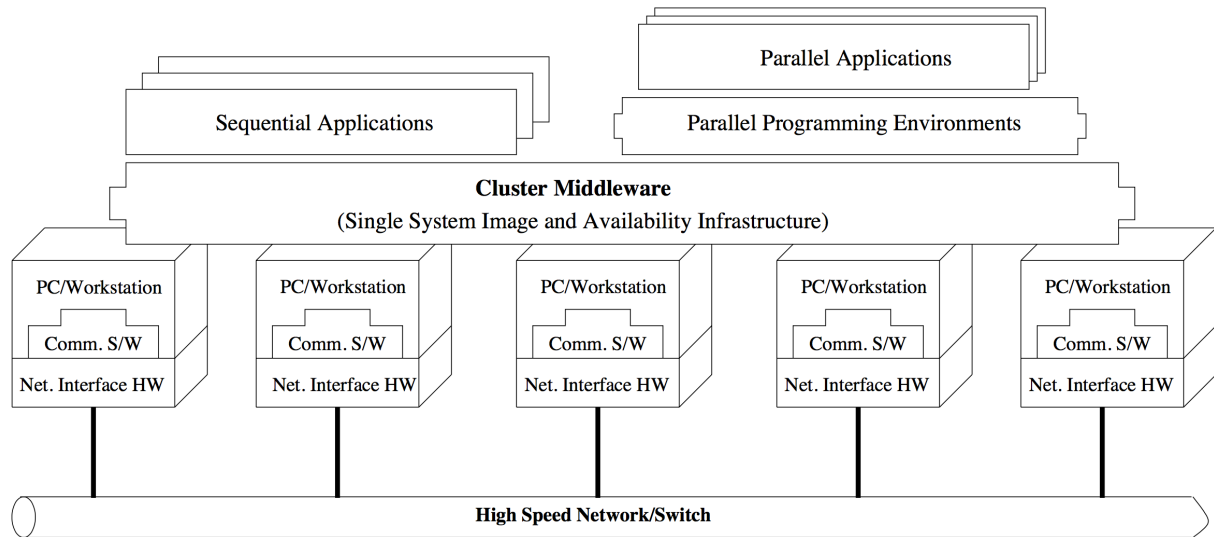 Parallel Applications
Sequential Applications
Parallel Programming Environments
Cluster Middleware
(Single System Image and Availability Infrastructure)
PC/Workstation
Comm. S/W
Net. Interface HW
PC/Workstation
Comm. S/W
Net. Interface HW
PC/Workstation
Comm. S/W
Net. Interface HW
PC/Workstation
Comm. S/W
Net. Interface HW
PC/Workstation
Comm. S/W
Net. Interface HW
High Speed Network/Switch